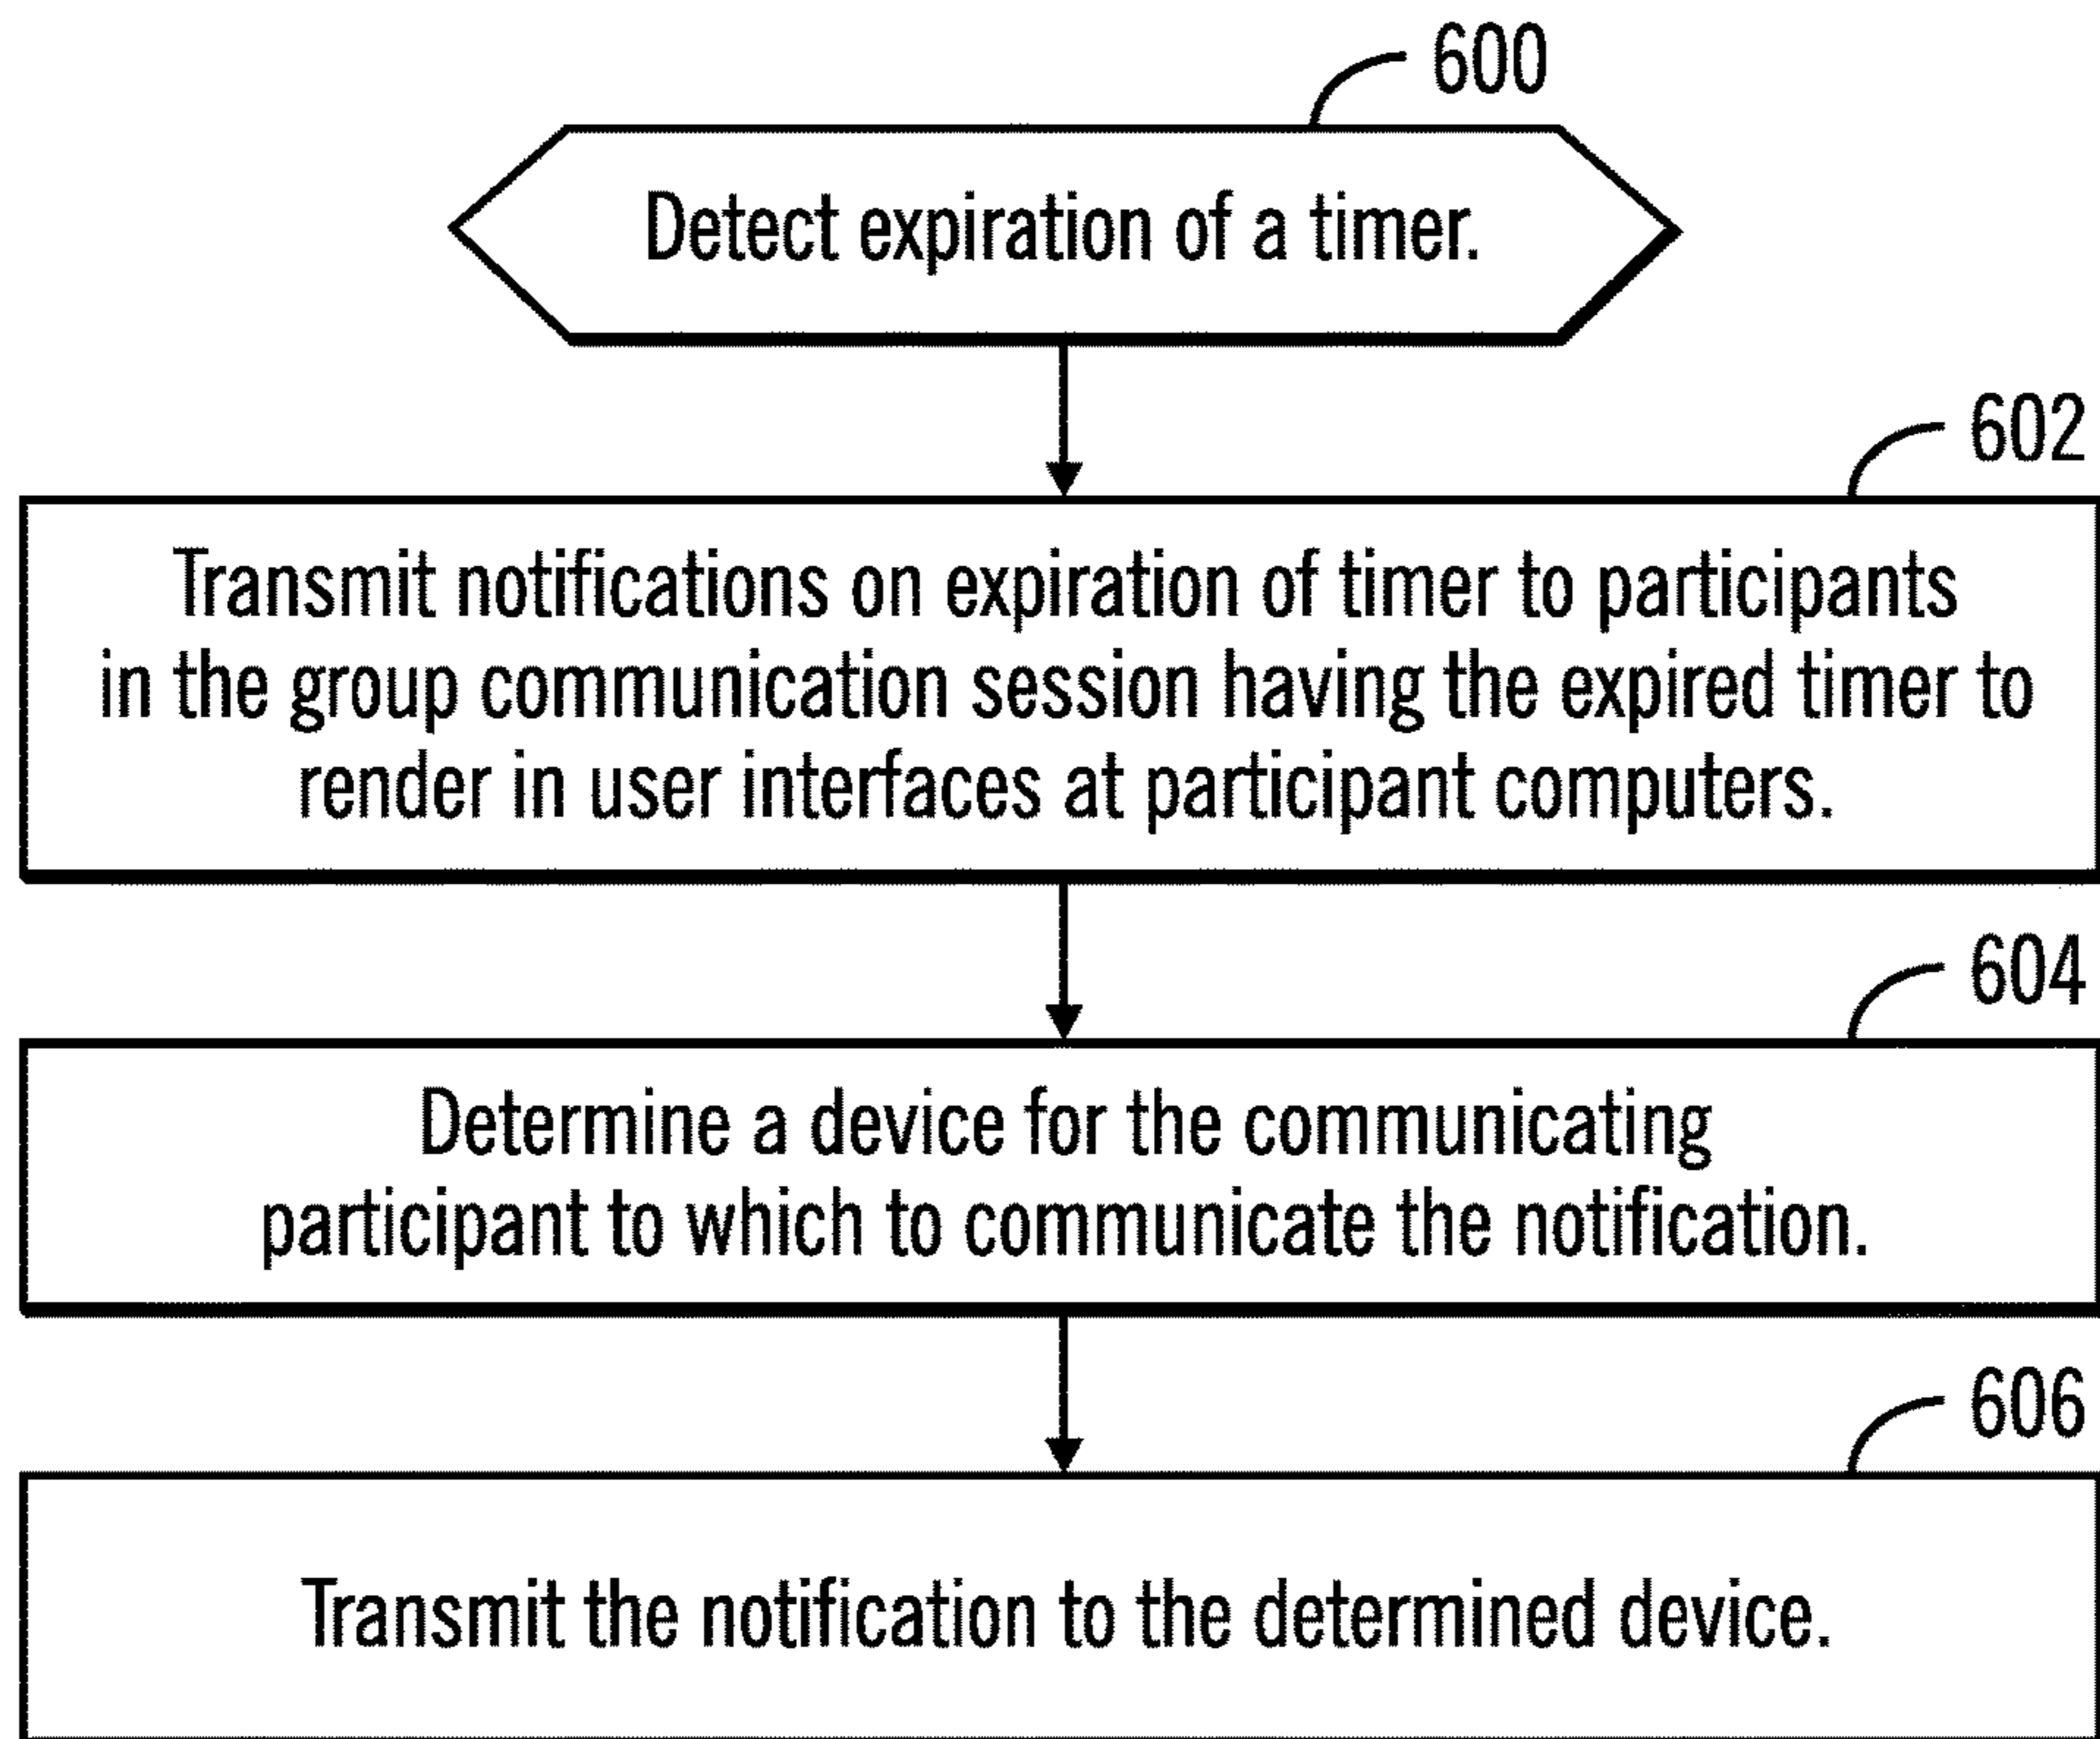 600
Detect expiration of a timer.
602
Transmit notifications on expiration of timer to participants
in the group communication session having the expired timer to
render in user interfaces at participant computers.
604
Determine a device for the communicating
participant to which to communicate the notification.
606
Transmit the notification to the determined device.